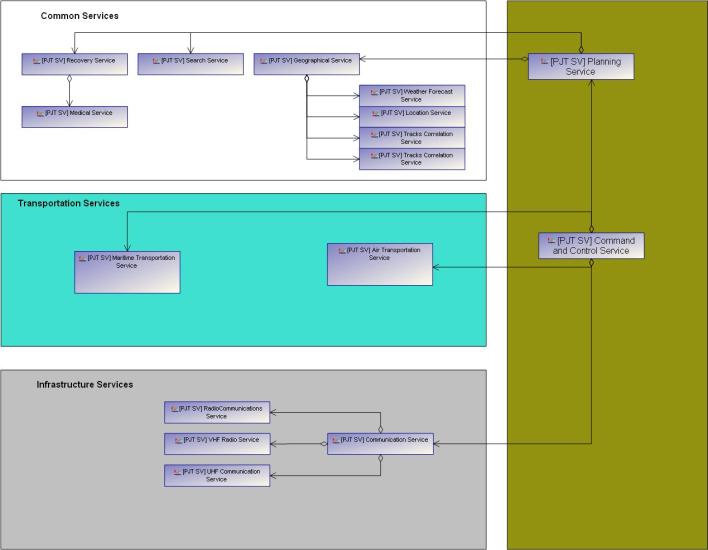 Common Services
[PJT SV] Recovery Service
[PJT SV] Search Service
[PJT SV] Geographical Service
[PJT SV] Planning
Service
[PJT SV] Weather Forecast
Service
[PJT SV] Medical Service
[PJT SV] Location Service
[PJT SV] Tracks Correlation
Service
[PJT SV] Tracks Correlation
Service
Transportation Services
[PJT SV] Command
and Control Service
[PJT SV] Maritime Transportation
Service
[PJT SV] Air Transportation
Service
Infrastructure Services
[PJT SV] RadioCommunications
Service
[PJT SV] VHF Radio Service
[PJT SV] Communication Service
[PJT SV] UHF Communication
Service